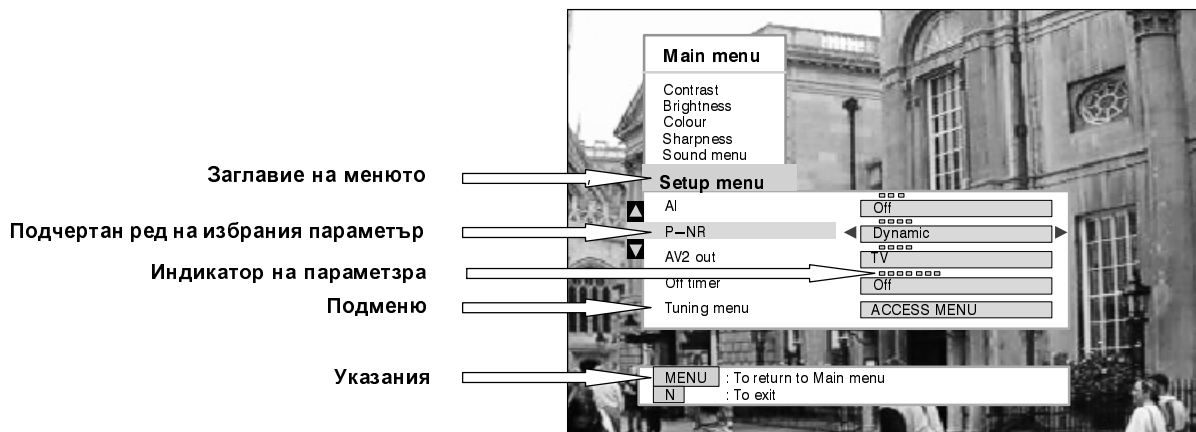 Main menu
Contrast
Brightness
Colour
Sharpness
Sound menu
Заглавие на менюто
Setup menu
AI
Off
Подчертан ред на избрания параметър
P–NR
Dynamic
AV2 out
TV
Индикатор на параметзра
Off timer
Off
Подменю
Tuning menu
ACCESS MENU
Указания
MENU : To return to Main menu
N : To exit